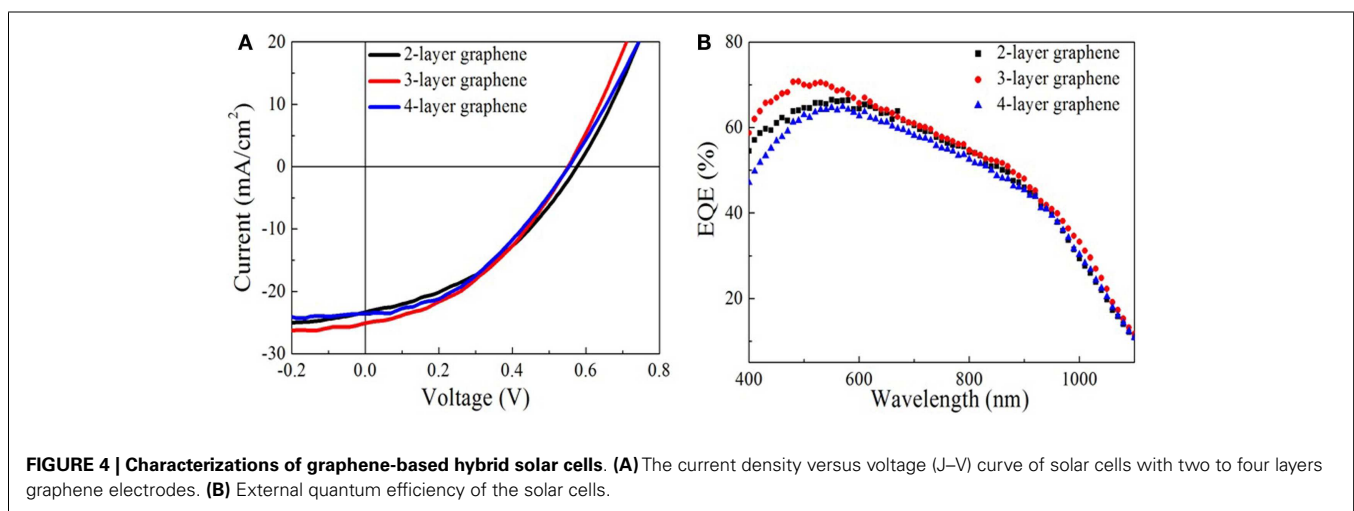 A
20
10
0
-10
-20
-30
-0.2
0.0
0.2
0.4
0.6
0.8
Current (mA/cm²)
Voltage (V)
2-layer graphene
3-layer graphene
4-layer graphene
B
80
60
40
20
400
600
800
1000
EQE (%)
Wavelength (nm)
2-layer graphene
3-layer graphene
4-layer graphene
FIGURE 4 | Characterizations of graphene-based hybrid solar cells. (A) The current density versus voltage (J–V) curve of solar cells with two to four layers
graphene electrodes. (B) External quantum efficiency of the solar cells.